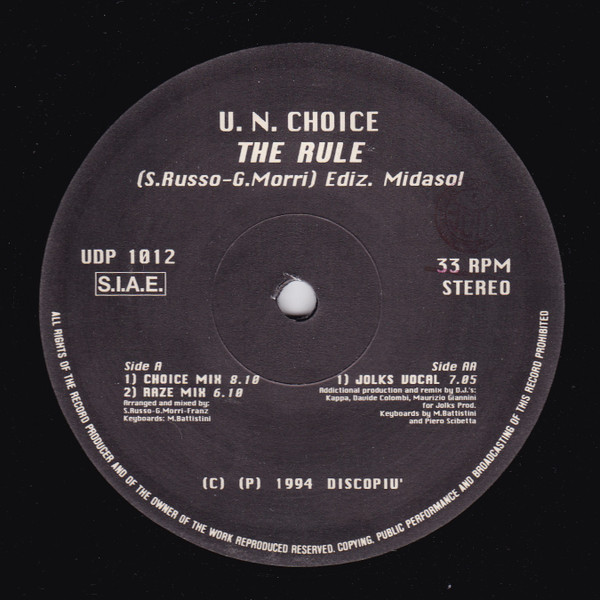 U. N. CHOICE
THE RULE
(S.Russo-G.Morri) Ediz. Midasol
UDP 1012
S.I.A.E.
33 RPM
STEREO
Side A
1) CHOICE MIX 8.10
2) RAZE MIX 6.10
Arranged and mixed by:
S.Russo-G.Morri-Franz
Keyboards: M.Battistini
Side AA
1) JOLKS VOCAL 7.05
Addictional production and remix by D.J.'s:
Kappa, Davide Colombi, Maurizio Giannini
for Jolks Prod.
Keyboards by M.Battistini
and Piero Scibetta
(C) (P) 1994 DISCOPIU'
ALL RIGHTS OF THE RECORD PRODUCER AND OF THE OWNER OF THE WORK REPRODUCED RESERVED. COPYING, PUBLIC PERFORMANCE AND BROADCASTING OF THIS RECORD PROHIBITED